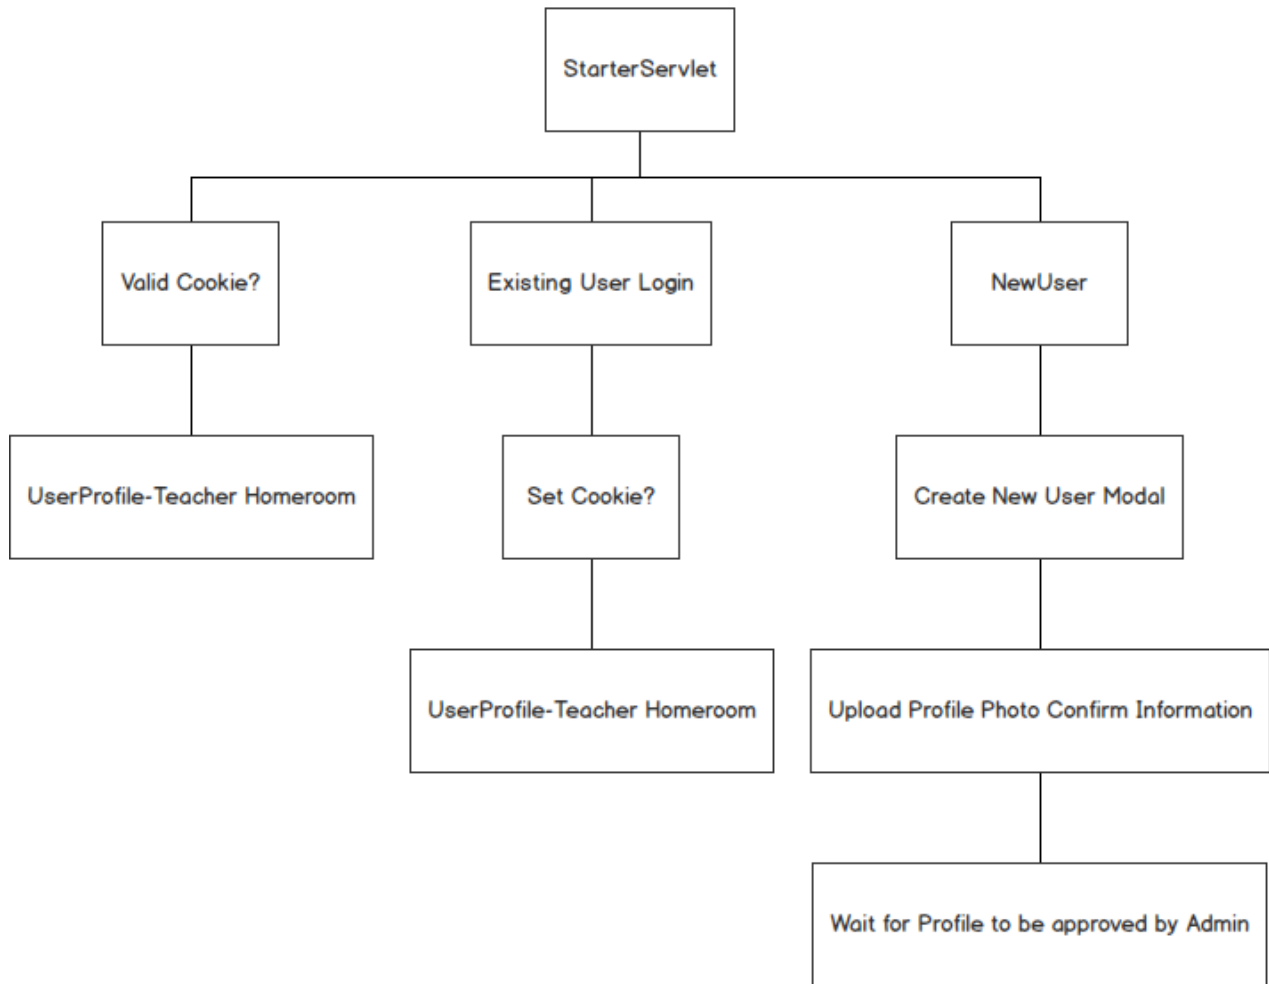 StarterServlet
Valid Cookie?
Existing User Login
NewUser
UserProfile-Teacher Homeroom
Set Cookie?
Create New User Modal
UserProfile-Teacher Homeroom
Upload Profile Photo Confirm Information
Wait for Profile to be approved by Admin